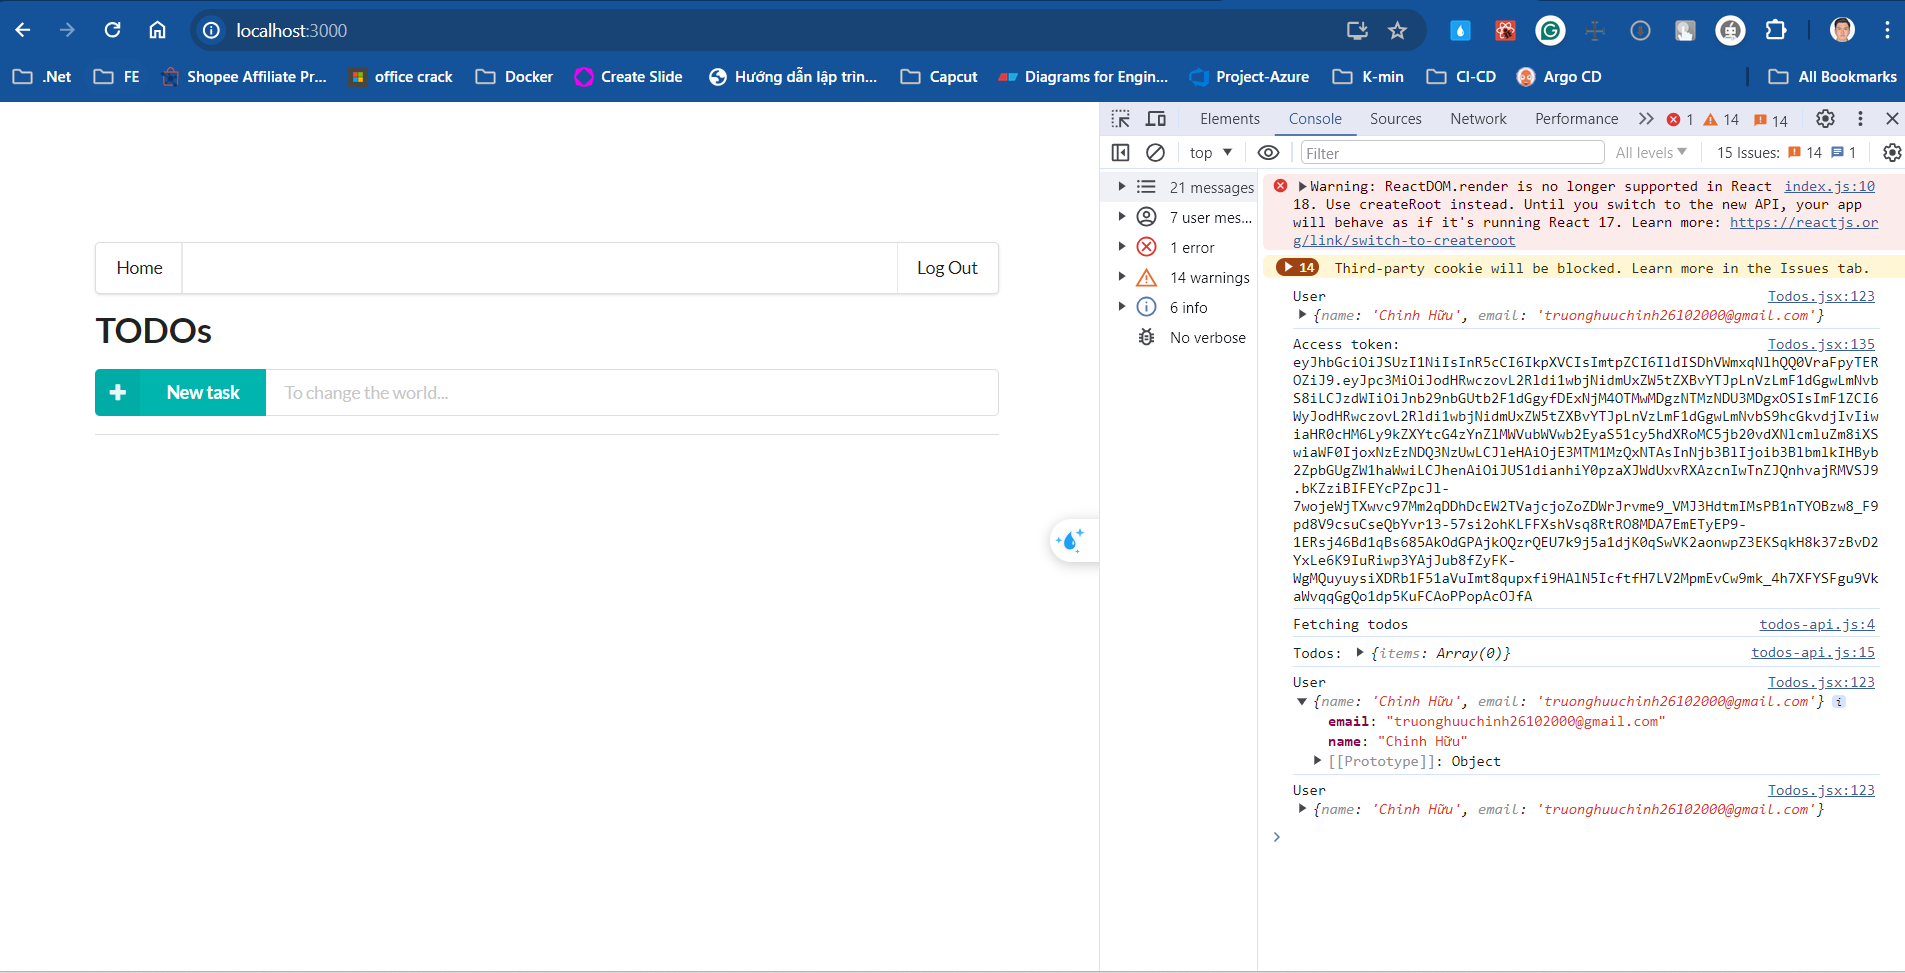 localhost:3000
.Net
FE
Shopee Affiliate Pr...
office crack
Docker
Create Slide
Hướng dẫn lập trìn...
Capcut
Diagrams for Engin...
Project-Azure
K-min
CI-CD
Argo CD
All Bookmarks
Home
Log Out
TODOs
New task
To change the world...
Elements
Console
Sources
Network
Performance
1
14
14
top
Filter
All levels
15 Issues:
14
1
21 messages
7 user mes...
1 error
14 warnings
6 info
No verbose
Warning: ReactDOM.render is no longer supported in React index.js:10
18. Use createRoot instead. Until you switch to the new API, your app
will behave as if it's running React 17. Learn more: https://reactjs.or
g/link/switch-to-createroot
14 Third-party cookie will be blocked. Learn more in the Issues tab.
User Todos.jsx:123
{name: 'Chinh Hữu', email: 'truonghuuchinh26102000@gmail.com'}
Access token: Todos.jsx:135
Fetching todos todos-api.js:4
Todos: {items: Array(0)} todos-api.js:15
User Todos.jsx:123
{name: 'Chinh Hữu', email: 'truonghuuchinh26102000@gmail.com'} i
email: "truonghuuchinh26102000@gmail.com"
name: "Chinh Hữu"
[[Prototype]]: Object
User Todos.jsx:123
{name: 'Chinh Hữu', email: 'truonghuuchinh26102000@gmail.com'}